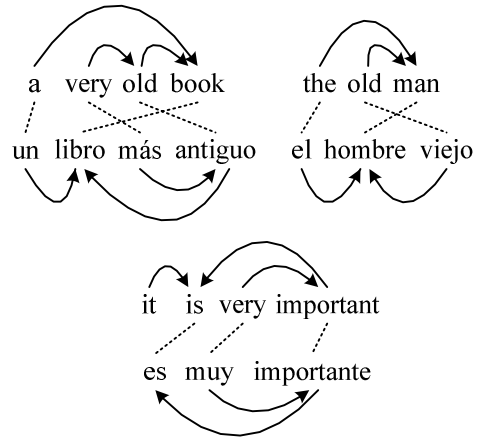 a very old book
un libro más antiguo
the old man
el hombre viejo
it is very important
es muy importante